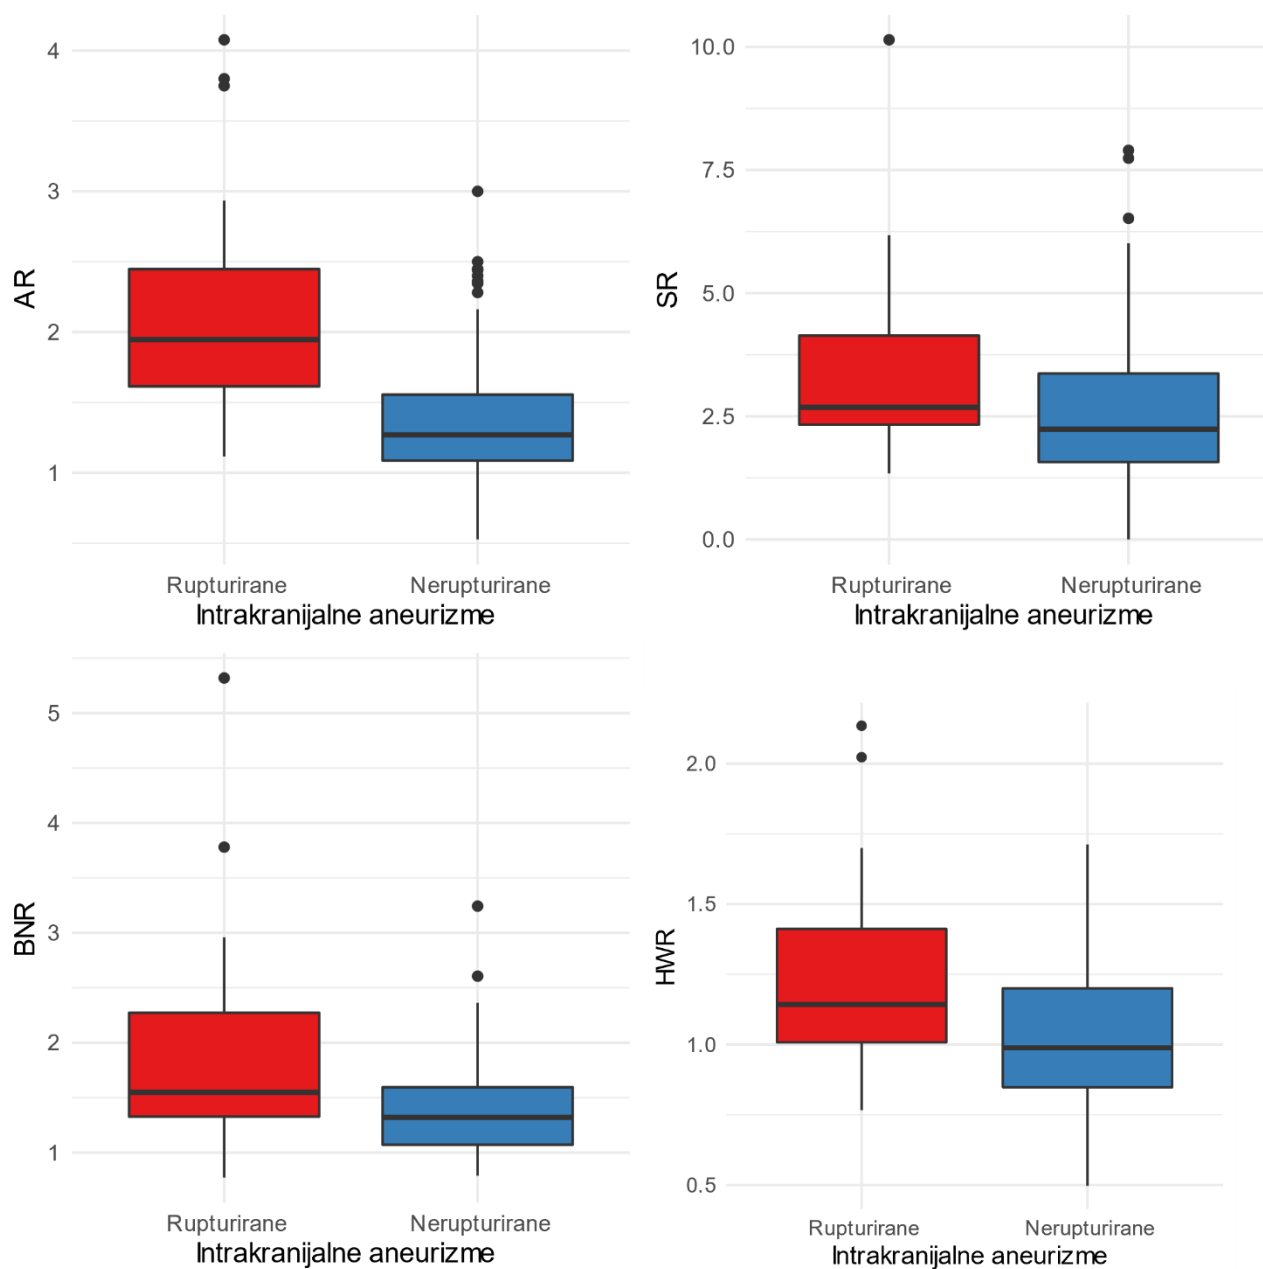 4
3
2
1
AR
Rupturirane Nerupturirane
Intrakranijalne aneurizme
10.0
7.5
5.0
2.5
0.0
SR
Rupturirane Nerupturirane
Intrakranijalne aneurizme
5
4
3
2
1
BNR
Rupturirane Nerupturirane
Intrakranijalne aneurizme
2.0
1.5
1.0
0.5
HWR
Rupturirane Nerupturirane
Intrakranijalne aneurizme